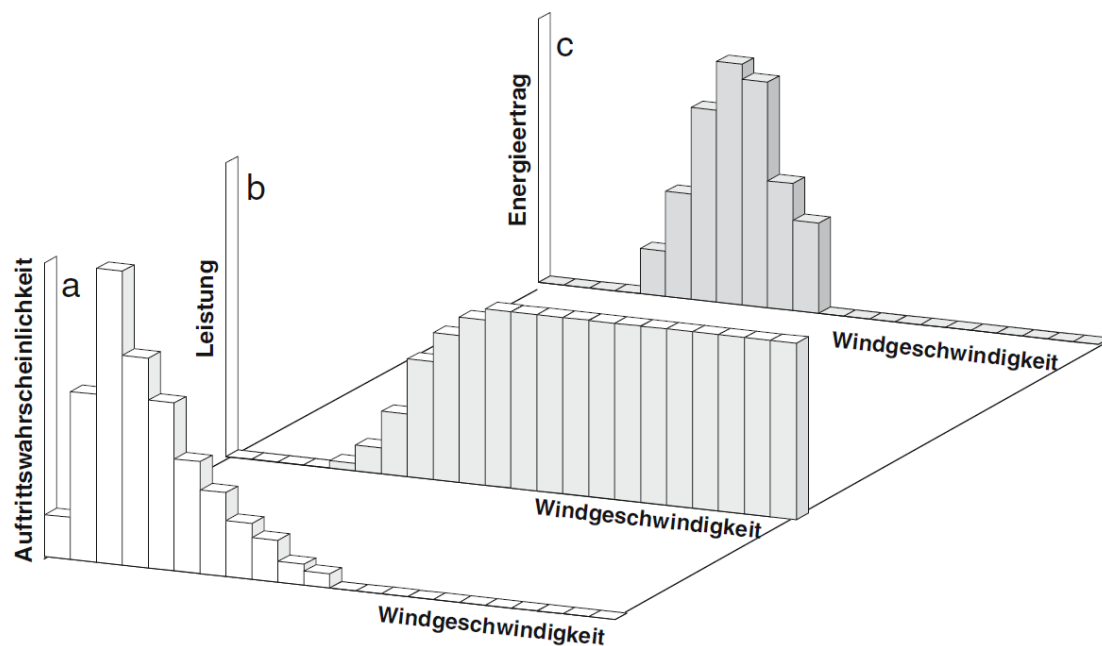 c
Energieertrag
Windgeschwindigkeit
b
Leistung
Windgeschwindigkeit
a
Auftrittswahrscheinlichkeit
Windgeschwindigkeit